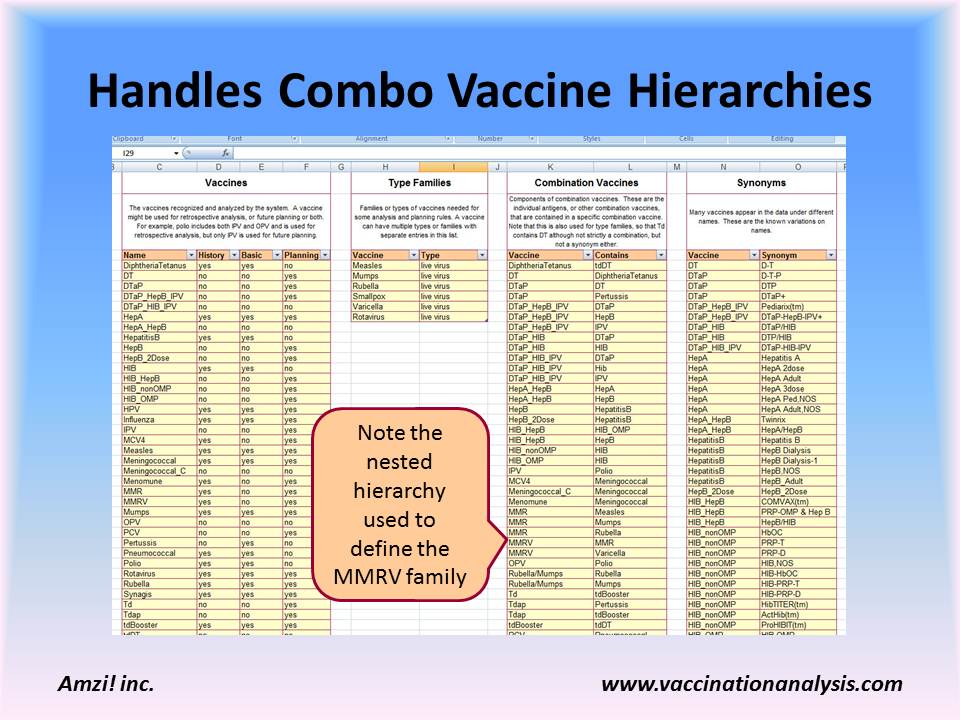 Handles Combo Vaccine Hierarchies
Clipboard Font Alignment Number Styles Cells Editing
I29 fx
C D E F G H I J K L M N O
Vaccines
The vaccines recognized and analyzed by the system. A vaccine
might be used for retrospective analysis, or future planning or both.
For example, polio includes both IPV and OPV and is used for
retrospective analysis, but only IPV is used for future planning.
Name History Basic Planning
DiphtheriaTetanus yes yes no
DT no no yes
DTaP no no yes
DTaP_HepB_IPV no no yes
DTaP_HIB_IPV no no no
HepA yes yes yes
HepA_HepB no no no
HepatitisB yes yes no
HepB no no yes
HepB_2Dose no no yes
HIB yes yes no
HIB_HepB no no yes
HIB_nonOMP no no yes
HIB_OMP no no yes
HPV yes yes yes
Influenza yes yes yes
IPV no no yes
MCV4 yes no yes
Measles yes yes yes
Meningococcal yes yes yes
Meningococcal_C no no no
Menomune yes no yes
MMR yes no yes
MMRV yes no yes
Mumps yes yes yes
OPV no no no
PCV no no yes
Pertussis no yes no
Pneumococcal yes yes no
Polio yes yes no
Rotavirus yes yes yes
Rubella yes yes yes
Synagis yes yes yes
Td no no yes
Tdap no no yes
tdBooster yes yes yes
Type Families
Families or types of vaccines needed for
some analysis and planning rules. A vaccine
can have multiple types or families with
separate entries in this list.
Vaccine Type
Measles live virus
Mumps live virus
Rubella live virus
Smallpox live virus
Varicella live virus
Rotavirus live virus
Note the
nested
hierarchy
used to
define the
MMRV family
Combination Vaccines
Components of combination vaccines. These are the
individual antigens, or other combination vaccines,
that are contained in a specific combination vaccine.
Note that this is also used for type families, so that Td
contains DT although not strictly a combination, but
not a synonym either.
Vaccine Contains
DiphtheriaTetanus tdDT
DT DiphtheriaTetanus
DTaP DT
DTaP Pertussis
DTaP_HepB_IPV DTaP
DTaP_HepB_IPV HepB
DTaP_HepB_IPV IPV
DTaP_HIB DTaP
DTaP_HIB HIB
DTaP_HIB_IPV DTaP
DTaP_HIB_IPV Hib
DTaP_HIB_IPV IPV
HepA_HepB HepA
HepA_HepB HepB
HepB HepatitisB
HepB_2Dose HepatitisB
HIB_HepB HIB_OMP
HIB_HepB HepB
HIB_nonOMP HIB
HIB_OMP HIB
IPV Polio
MCV4 Meningococcal
Meningococcal_C Meningococcal
Menomune Meningococcal
MMR Measles
MMR Mumps
MMR Rubella
MMRV MMR
MMRV Varicella
OPV Polio
Rubella/Mumps Rubella
Rubella/Mumps Mumps
Td tdBooster
Tdap Pertussis
Tdap tdBooster
tdBooster tdDT
Synonyms
Many vaccines appear in the data under different
names. These are the known variations on
names.
Vaccine Synonym
DT D-T
DTaP D-T-P
DTaP DTP
DTaP DTaP+
DTaP_HepB_IPV Pediarix(tm)
DTaP_HepB_IPV DTaP-HepB-IPV+
DTaP_HIB DTaP/HIB
DTaP_HIB DTP/HIB
DTaP_HIB_IPV DTaP-HIB-IPV
HepA Hepatitis A
HepA HepA 2dose
HepA HepA Adult
HepA HepA 3dose
HepA HepA Ped,NOS
HepA HepA Adult,NOS
HepA_HepB Twinrix
HepA_HepB HepA/HepB
HepatitisB Hepatitis B
HepatitisB HepB Dialysis
HepatitisB HepB Dialysis-1
HepatitisB HepB,NOS
HepatitisB HepB_Adult
HepB_2Dose HepB_2Dose
HIB_HepB COMVAX(tm)
HIB_HepB PRP-OMP & Hep B
HIB_HepB HepB/HIB
HIB_nonOMP HbOC
HIB_nonOMP PRP-T
HIB_nonOMP PRP-D
HIB_nonOMP HIB,NOS
HIB_nonOMP HIB-HbOC
HIB_nonOMP HIB-PRP-T
HIB_nonOMP HIB-PRP-D
HIB_nonOMP HibTITER(tm)
HIB_nonOMP ActHib(tm)
HIB_nonOMP ProHIBIT(tm)
Amzi! inc.
www.vaccinationanalysis.com